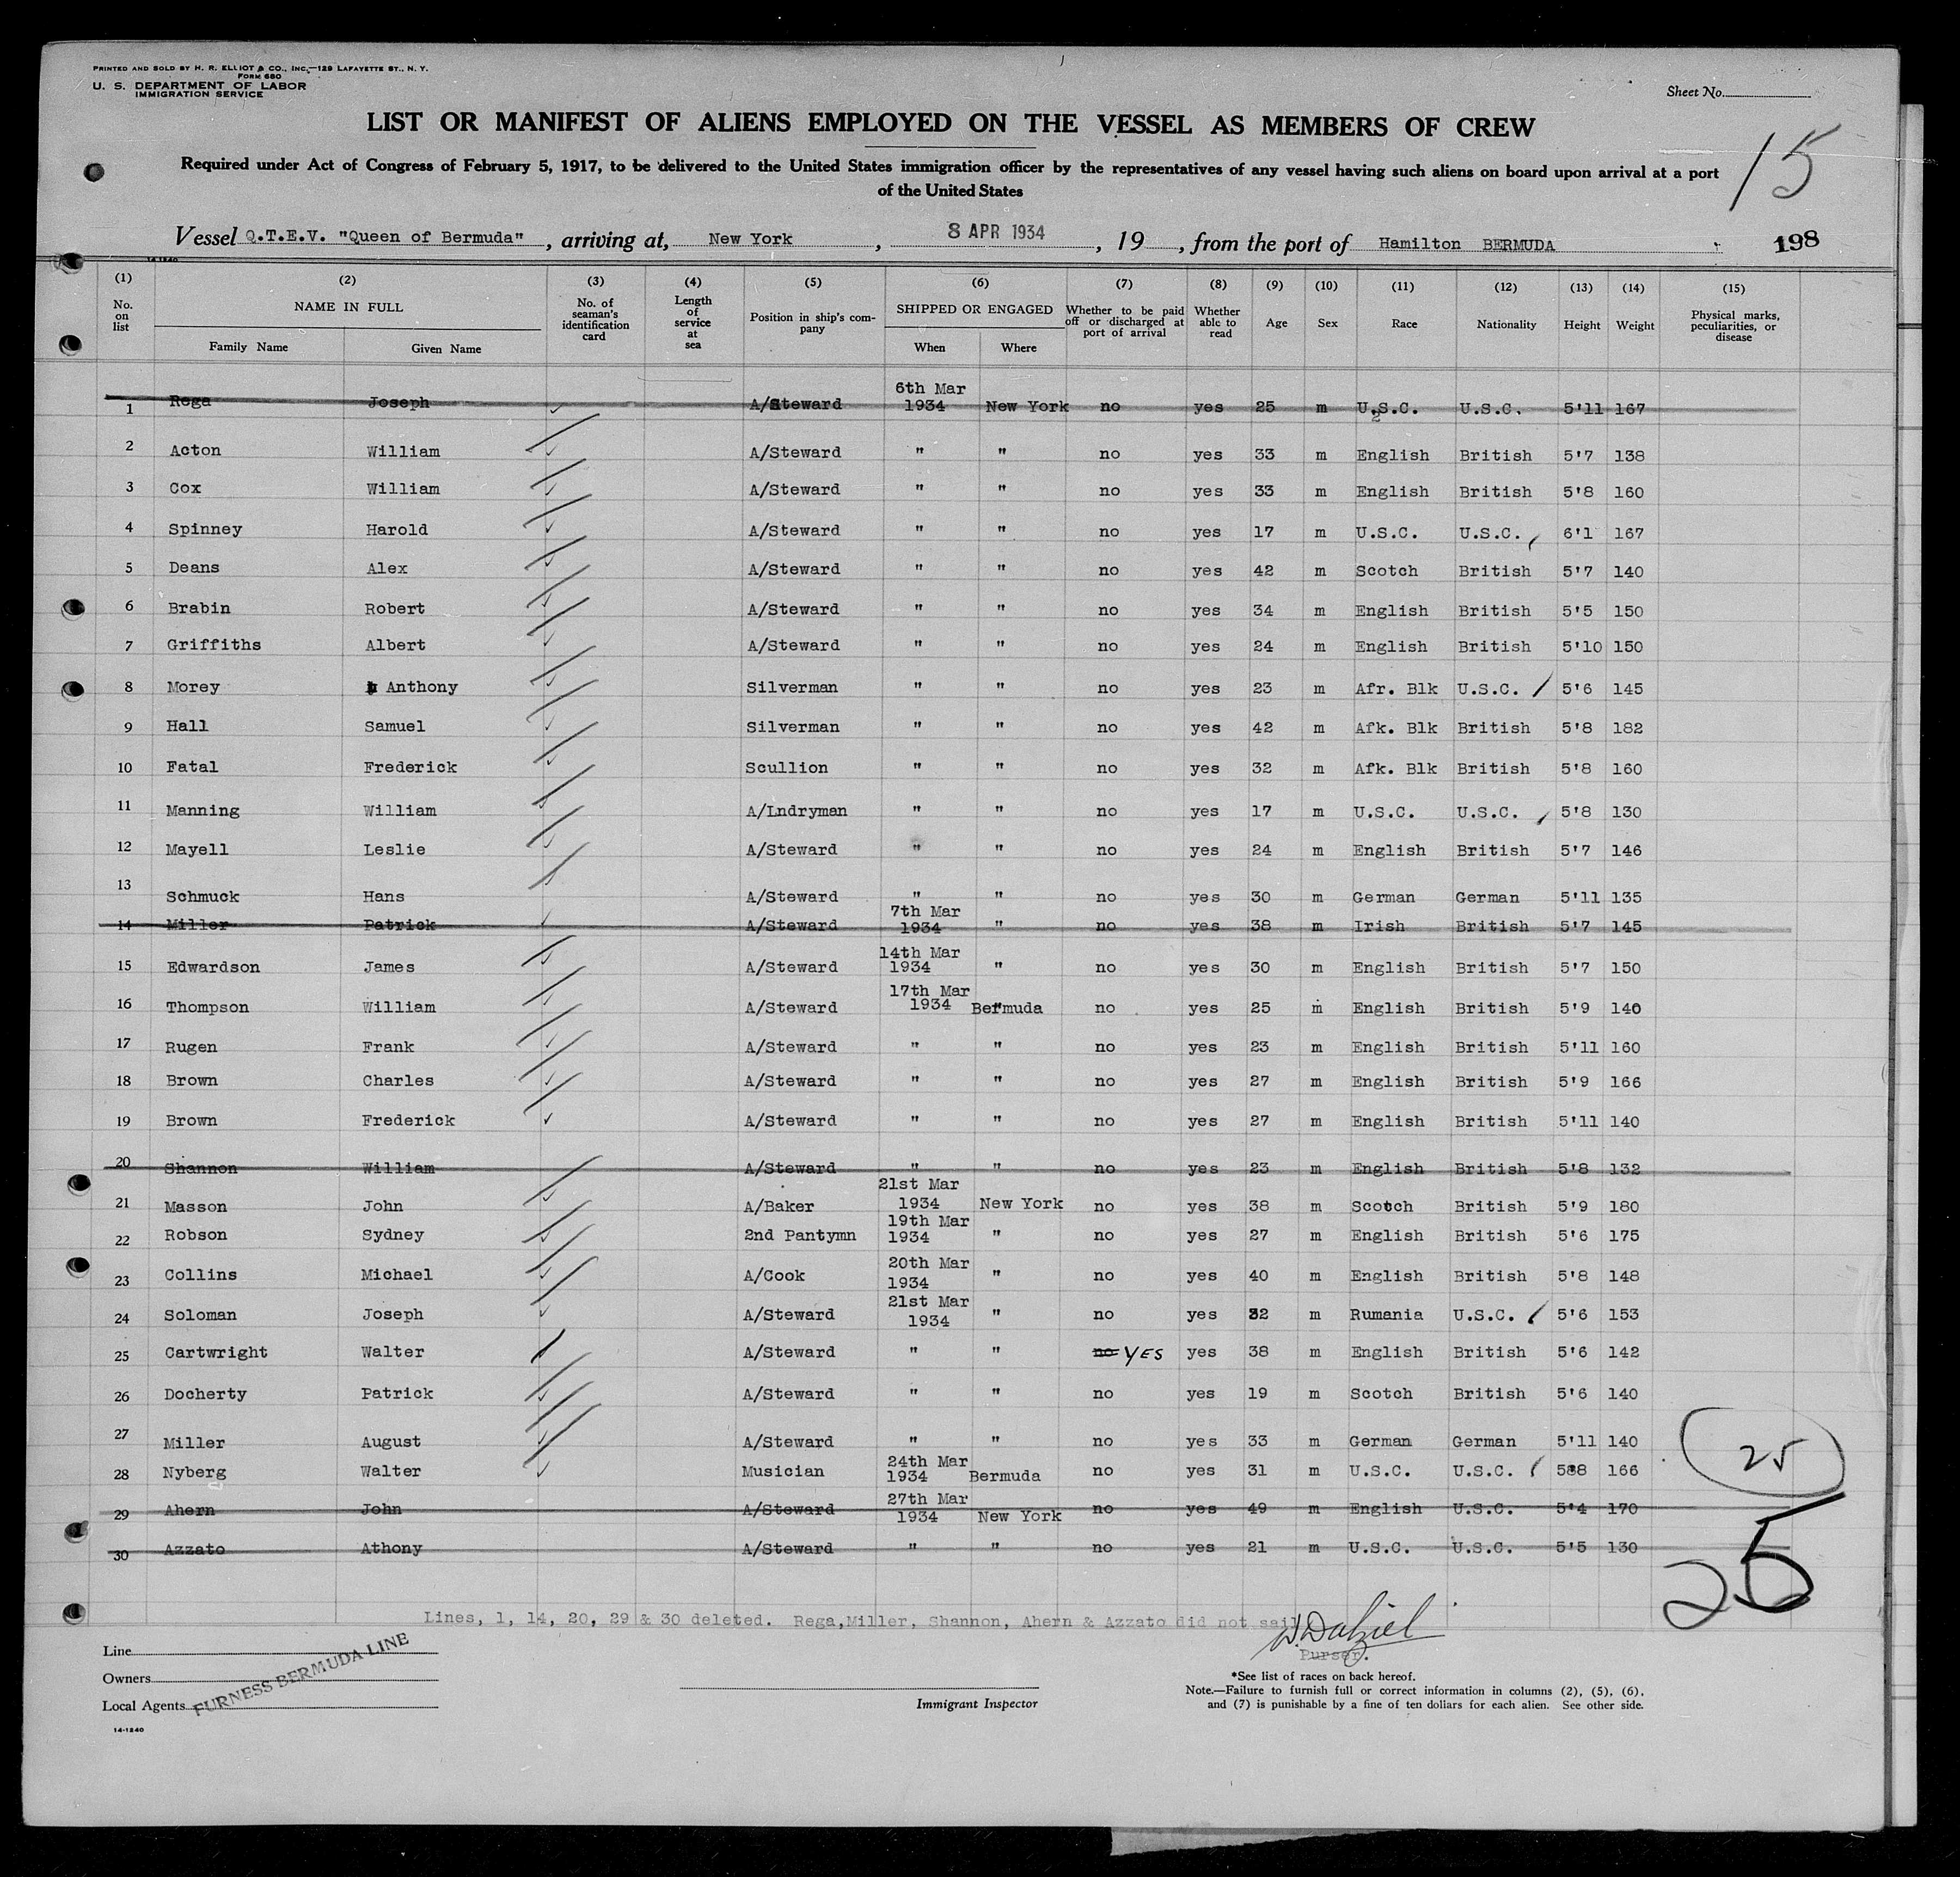 PRINTED AND SOLD BY H. R. ELLIOT & CO., INC.—129 LAFAYETTE ST., N. Y.
FORM 680
U. S. DEPARTMENT OF LABOR
IMMIGRATION SERVICE
Sheet No.
LIST OR MANIFEST OF ALIENS EMPLOYED ON THE VESSEL AS MEMBERS OF CREW
15
Required under Act of Congress of February 5, 1917, to be delivered to the United States immigration officer by the representatives of any vessel having such aliens on board upon arrival at a port
of the United States
Vessel Q.T.E.V. "Queen of Bermuda", arriving at, New York, 8 APR 1934, 19, from the port of Hamilton BERMUDA 198
14-1240
(1) (2) (3) (4) (5) (6) (7) (8) (9) (10) (11) (12) (13) (14) (15)
No. on list NAME IN FULL Family Name Given Name No. of seaman's identification card Length of service at sea Position in ship's company SHIPPED OR ENGAGED When Where Whether to be paid off or discharged at port of arrival Whether able to read Age Sex Race Nationality Height Weight Physical marks, peculiarities, or disease
1 Rega Joseph A/Steward 6th Mar 1934 New York no yes 25 m U.S.C. U.S.C. 5'11 167
2 Acton William A/Steward " " no yes 33 m English British 5'7 138
3 Cox William A/Steward " " no yes 33 m English British 5'8 160
4 Spinney Harold A/Steward " " no yes 17 m U.S.C. U.S.C. 6'1 167
5 Deans Alex A/Steward " " no yes 42 m Scotch British 5'7 140
6 Brabin Robert A/Steward " " no yes 34 m English British 5'5 150
7 Griffiths Albert A/Steward " " no yes 24 m English British 5'10 150
8 Morey Anthony Silverman " " no yes 23 m Afr. Blk U.S.C. 5'6 145
9 Hall Samuel Silverman " " no yes 42 m Afk. Blk British 5'8 182
10 Fatal Frederick Scullion " " no yes 32 m Afk. Blk British 5'8 160
11 Manning William A/Lndryman " " no yes 17 m U.S.C. U.S.C. 5'8 130
12 Mayell Leslie A/Steward " " no yes 24 m English British 5'7 146
13 Schmuck Hans A/Steward " " no yes 30 m German German 5'11 135
14 Miller Patrick A/Steward 7th Mar 1934 " no yes 38 m Irish British 5'7 145
15 Edwardson James A/Steward 14th Mar 1934 " no yes 30 m English British 5'7 150
16 Thompson William A/Steward 17th Mar 1934 Bermuda no yes 25 m English British 5'9 140
17 Rugen Frank A/Steward " " no yes 23 m English British 5'11 160
18 Brown Charles A/Steward " " no yes 27 m English British 5'9 166
19 Brown Frederick A/Steward " " no yes 27 m English British 5'11 140
20 Shannon William A/Steward " " no yes 23 m English British 5'8 132
21 Masson John A/Baker 21st Mar 1934 New York no yes 38 m Scotch British 5'9 180
22 Robson Sydney 2nd Pantymn 19th Mar 1934 " no yes 27 m English British 5'6 175
23 Collins Michael A/Cook 20th Mar 1934 " no yes 40 m English British 5'8 148
24 Soloman Joseph A/Steward 21st Mar 1934 " no yes 32 m Rumania U.S.C. 5'6 153
25 Cartwright Walter A/Steward " " no YES yes 38 m English British 5'6 142
26 Docherty Patrick A/Steward " " no yes 19 m Scotch British 5'6 140
27 Miller August A/Steward " " no yes 33 m German German 5'11 140
28 Nyberg Walter Musician 24th Mar 1934 Bermuda no yes 31 m U.S.C. U.S.C. 588 166
25
29 Ahern John A/Steward 27th Mar 1934 New York no yes 49 m English U.S.C. 5'4 170
30 Azzato Athony A/Steward " " no yes 21 m U.S.C. U.S.C. 5'5 130
25
Lines, 1, 14, 20, 29 & 30 deleted. Rega,Miller, Shannon, Ahern & Azzato did not sail
W. Dalziel
Purser.
Line
Owners
Local Agents
FURNESS BERMUDA LINE
14-1240
Immigrant Inspector
*See list of races on back hereof.
Note.—Failure to furnish full or correct information in columns (2), (5), (6),
and (7) is punishable by a fine of ten dollars for each alien. See other side.